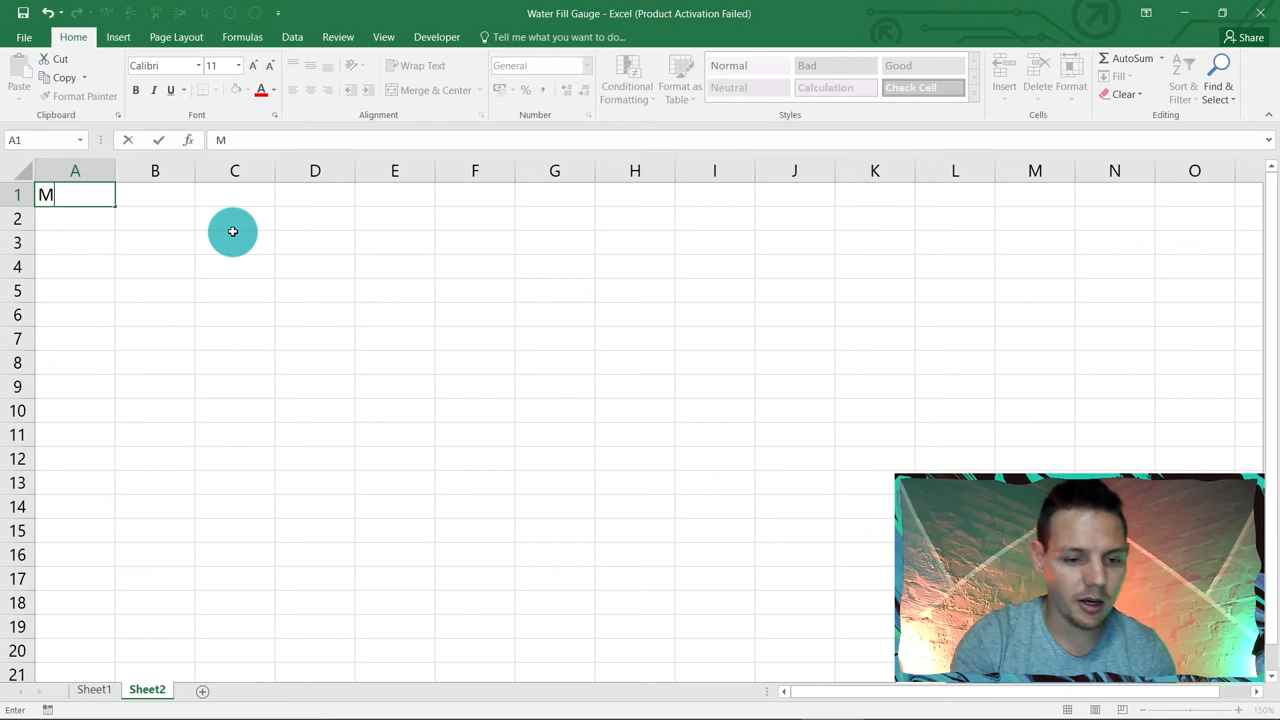 Water Fill Gauge - Excel (Product Activation Failed)
File Home Insert Page Layout Formulas Data Review View Developer Tell me what you want to do... Share
Paste
Cut
Copy
Format Painter
Clipboard
Calibri 11 A A
B I U A
Font
Wrap Text
Merge & Center
Alignment
General
% ,
Number
Conditional Formatting
Format as Table
Normal Bad Good
Neutral Calculation Check Cell
Styles
Insert Delete Format
Cells
AutoSum
Fill
Clear
Sort & Filter
Find & Select
Editing
A1 fx M
A B C D E F G H I J K L M N O
1 M
2
3
4
5
6
7
8
9
10
11
12
13
14
15
16
17
18
19
20
21
Sheet1 Sheet2
Enter 150%